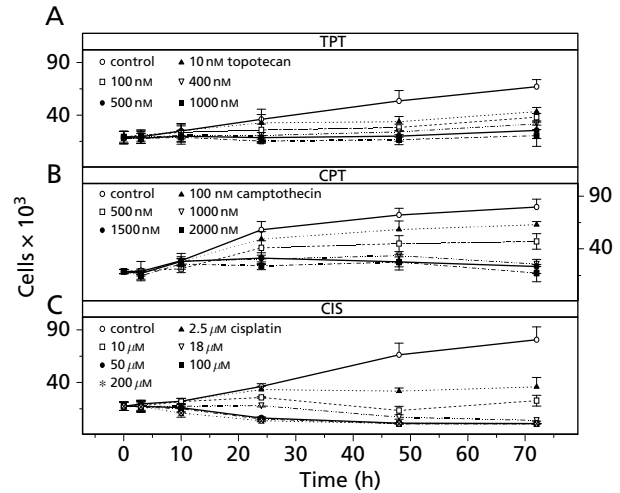 A
TPT
90
40
○ control ▲ 10 nM topotecan
□ 100 nM ▽ 400 nM
● 500 nM ■ 1000 nM
B
CPT
90
40
○ control ▲ 100 nM camptothecin
□ 500 nM ▽ 1000 nM
● 1500 nM ■ 2000 nM
Cells × 10³
C
CIS
90
40
○ control ▲ 2.5 μM cisplatin
□ 10 μM ▽ 18 μM
● 50 μM ■ 100 μM
* 200 μM
0 10 20 30 40 50 60 70
Time (h)